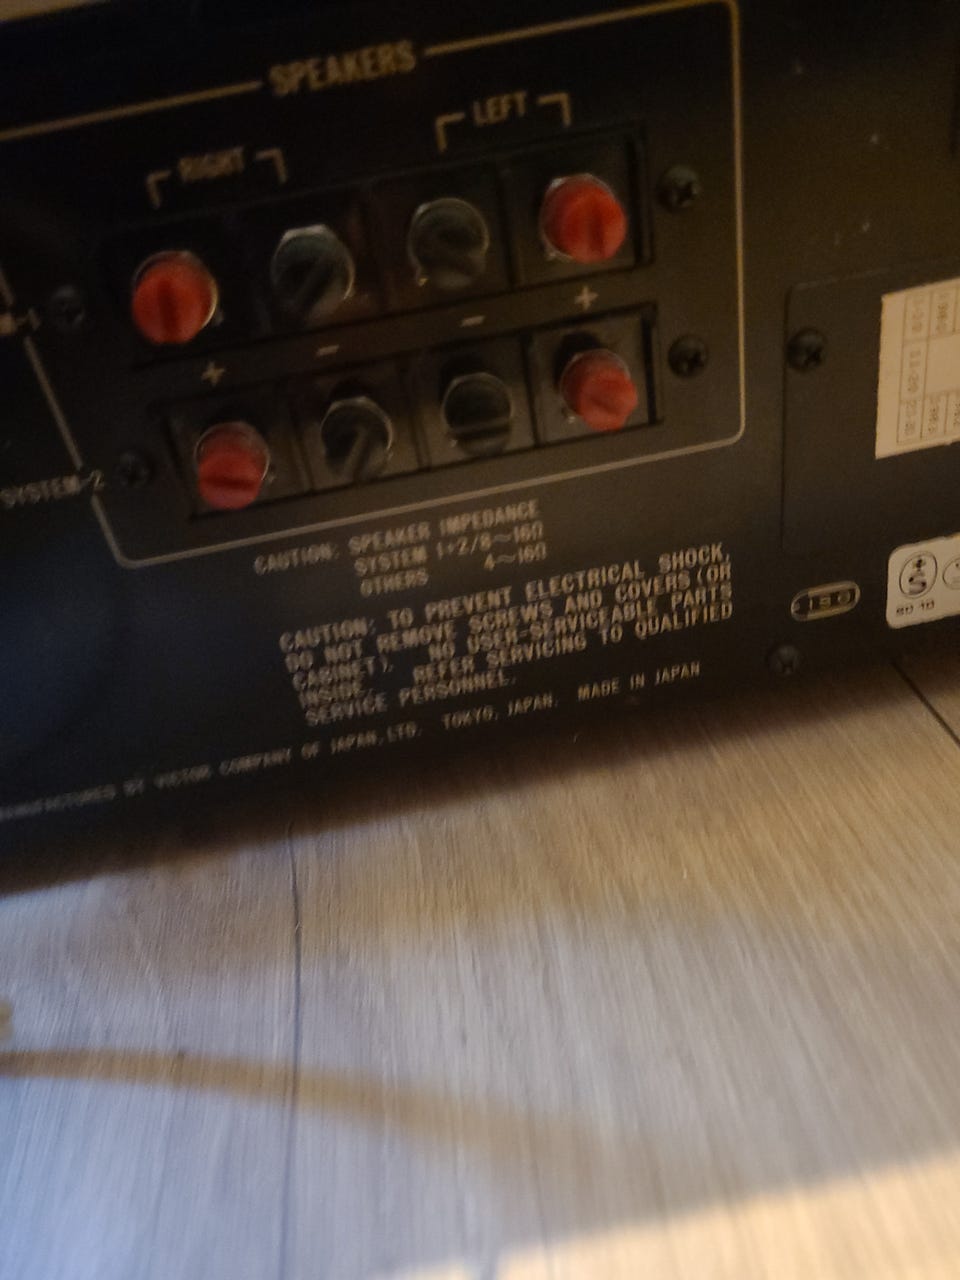 SPEAKERS
RIGHT
LEFT
+ − − +
SYSTEM-2
CAUTION: SPEAKER IMPEDANCE
SYSTEM 1+2/8~16Ω
OTHERS 4~16Ω
CAUTION: TO PREVENT ELECTRICAL SHOCK,
DO NOT REMOVE SCREWS AND COVERS (OR
CABINET). NO USER-SERVICEABLE PARTS
INSIDE. REFER SERVICING TO QUALIFIED
SERVICE PERSONNEL.
MANUFACTURED BY VICTOR COMPANY OF JAPAN, LTD. TOKYO, JAPAN. MADE IN JAPAN